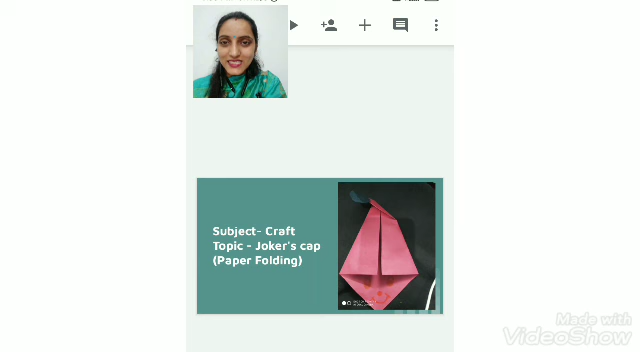 Subject- Craft
Topic - Joker's cap
(Paper Folding)
Made with
VideoShow